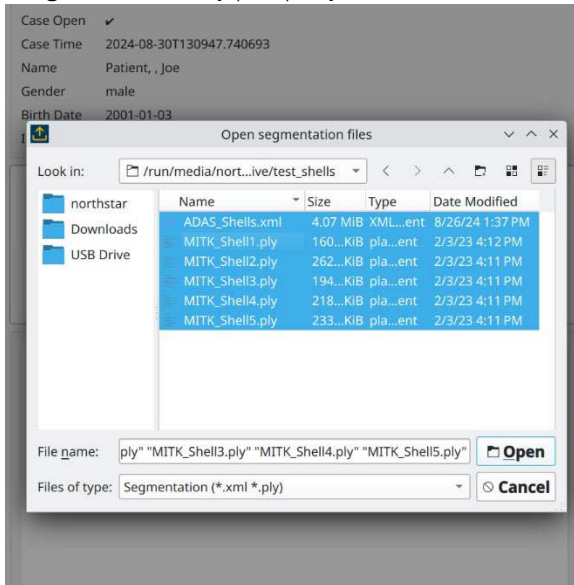 Case Open ✔
Case Time 2024-08-30T130947.740693
Name Patient, , Joe
Gender male
Birth Date 2001-01-03
Open segmentation files
Look in: /run/media/nort...ive/test_shells
northstar
Downloads
USB Drive
Name Size Type Date Modified
ADAS_Shells.xml 4.07 MiB XML...ent 8/26/24 1:37 PM
MITK_Shell1.ply 160...KiB pla...ent 2/3/23 4:12 PM
MITK_Shell2.ply 262...KiB pla...ent 2/3/23 4:11 PM
MITK_Shell3.ply 194...KiB pla...ent 2/3/23 4:11 PM
MITK_Shell4.ply 218...KiB pla...ent 2/3/23 4:11 PM
MITK_Shell5.ply 233...KiB pla...ent 2/3/23 4:11 PM
File name: ply" "MITK_Shell3.ply" "MITK_Shell4.ply" "MITK_Shell5.ply" Open
Files of type: Segmentation (*.xml *.ply) Cancel